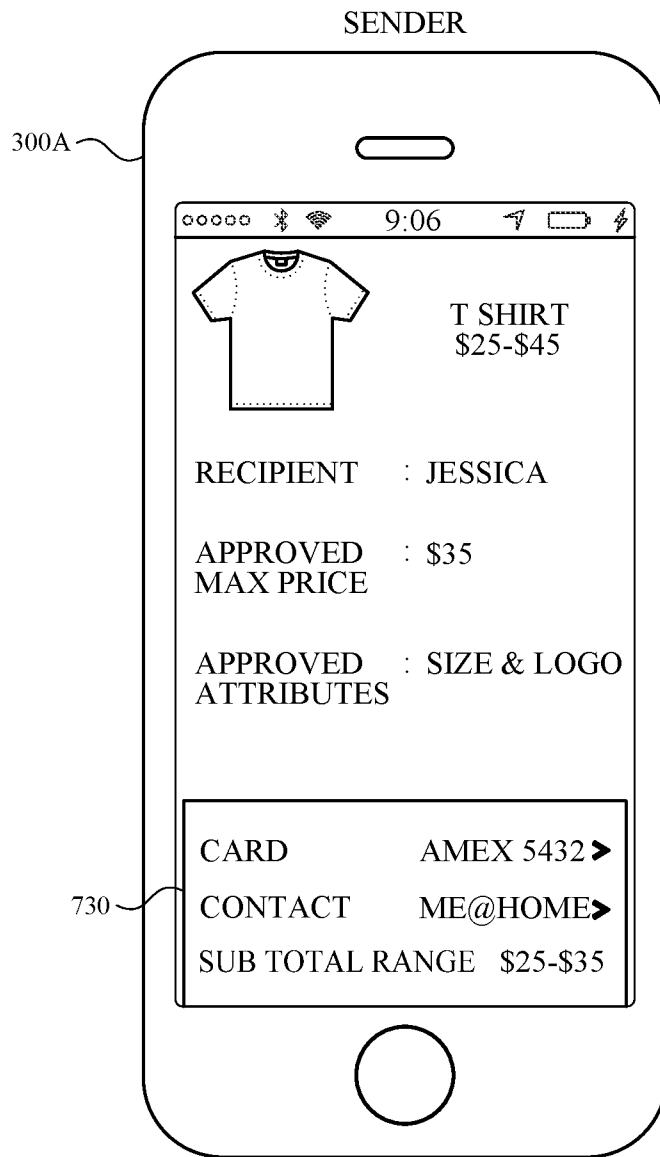 SENDER
300A
9:06
T SHIRT
$25-$45
RECIPIENT : JESSICA
APPROVED : $35
MAX PRICE
APPROVED : SIZE & LOGO
ATTRIBUTES
CARD AMEX 5432 >
730
CONTACT ME@HOME >
SUB TOTAL RANGE $25-$35